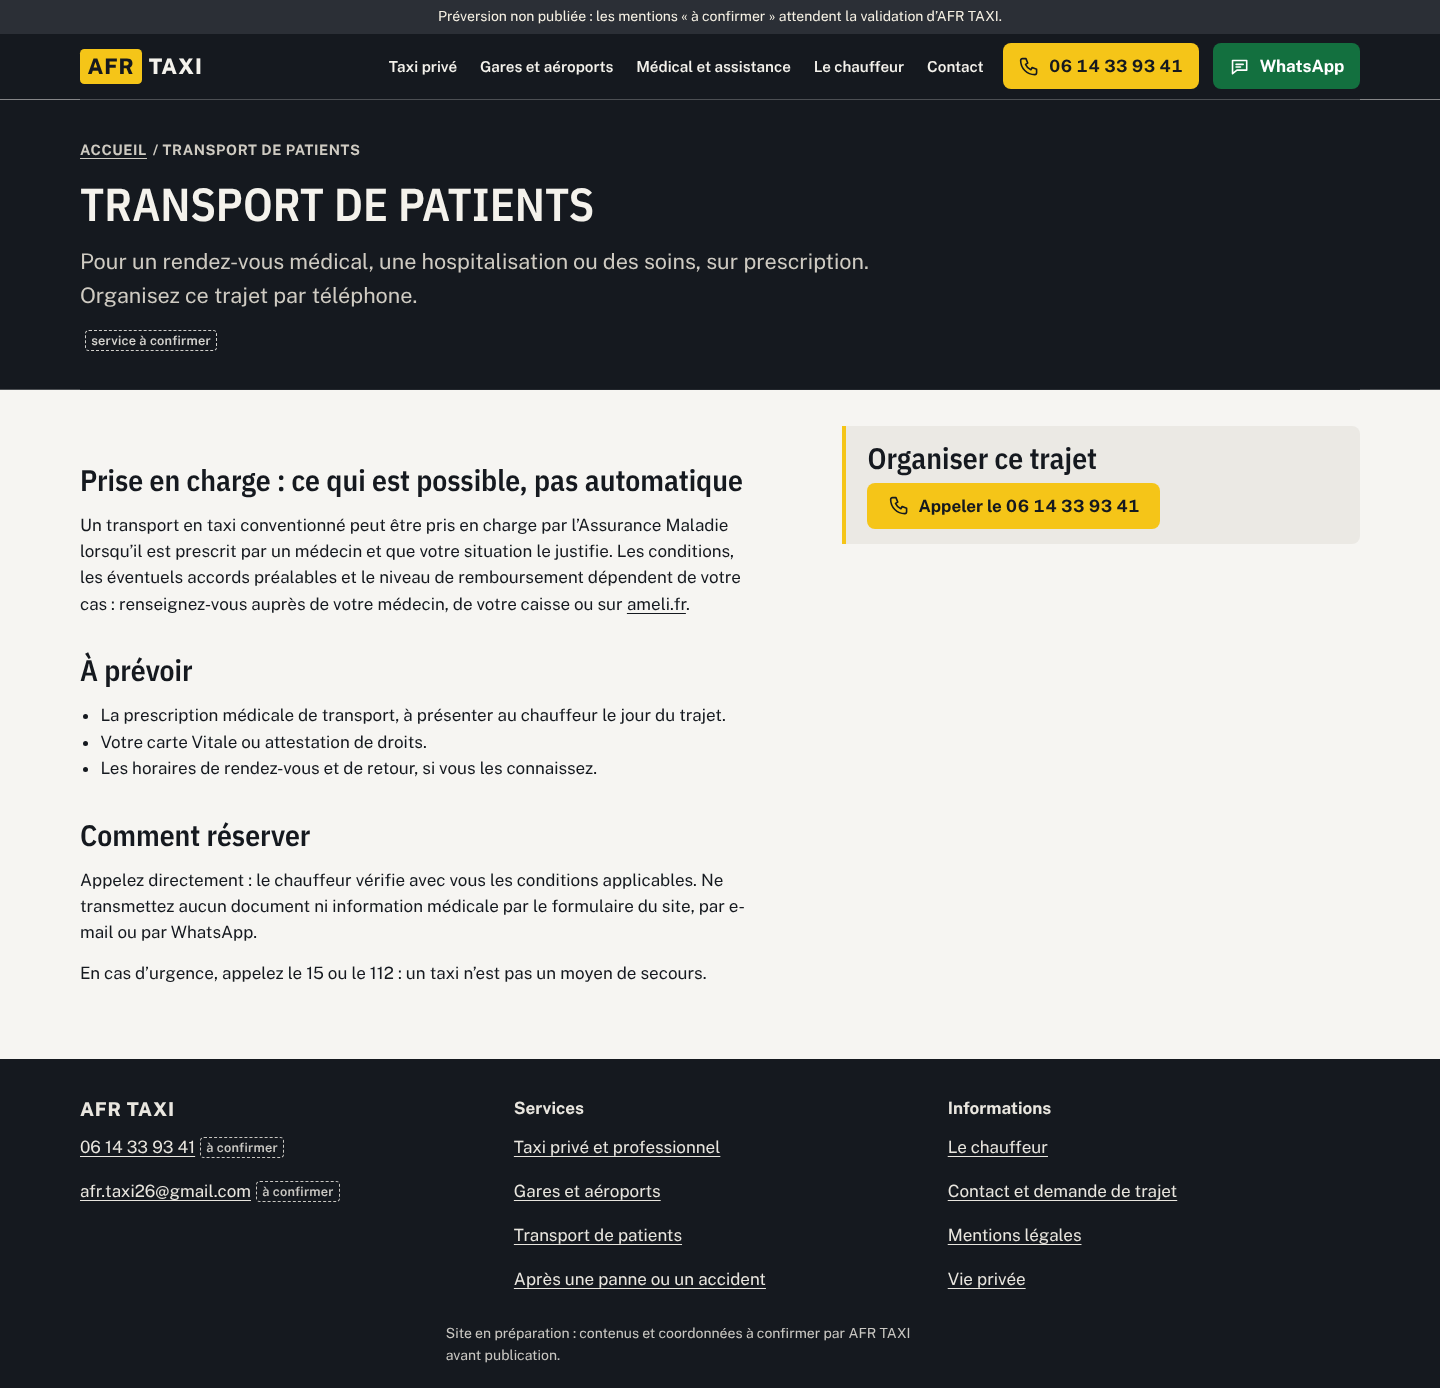 Préversion non publiée : les mentions « à confirmer » attendent la validation d’AFR TAXI.
AFR TAXI
Taxi privé
Gares et aéroports
Médical et assistance
Le chauffeur
Contact
06 14 33 93 41
WhatsApp
ACCUEIL / TRANSPORT DE PATIENTS
TRANSPORT DE PATIENTS
Pour un rendez-vous médical, une hospitalisation ou des soins, sur prescription.
Organisez ce trajet par téléphone.
service à confirmer
Prise en charge : ce qui est possible, pas automatique
Un transport en taxi conventionné peut être pris en charge par l’Assurance Maladie
lorsqu’il est prescrit par un médecin et que votre situation le justifie. Les conditions,
les éventuels accords préalables et le niveau de remboursement dépendent de votre
cas : renseignez-vous auprès de votre médecin, de votre caisse ou sur ameli.fr.
À prévoir
• La prescription médicale de transport, à présenter au chauffeur le jour du trajet.
• Votre carte Vitale ou attestation de droits.
• Les horaires de rendez-vous et de retour, si vous les connaissez.
Comment réserver
Appelez directement : le chauffeur vérifie avec vous les conditions applicables. Ne
transmettez aucun document ni information médicale par le formulaire du site, par e-
mail ou par WhatsApp.
En cas d’urgence, appelez le 15 ou le 112 : un taxi n’est pas un moyen de secours.
Organiser ce trajet
Appeler le 06 14 33 93 41
AFR TAXI
06 14 33 93 41 à confirmer
afr.taxi26@gmail.com à confirmer
Services
Taxi privé et professionnel
Gares et aéroports
Transport de patients
Après une panne ou un accident
Informations
Le chauffeur
Contact et demande de trajet
Mentions légales
Vie privée
Site en préparation : contenus et coordonnées à confirmer par AFR TAXI
avant publication.